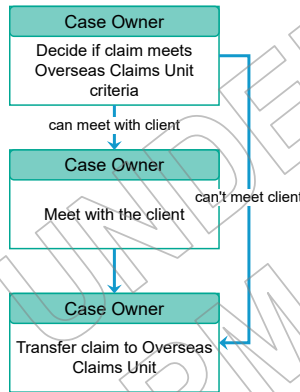 Case Owner
Decide if claim meets
Overseas Claims Unit
criteria
can meet with client
Case Owner
can't meet client
Meet with the client
Case Owner
Transfer claim to Overseas
Claims Unit